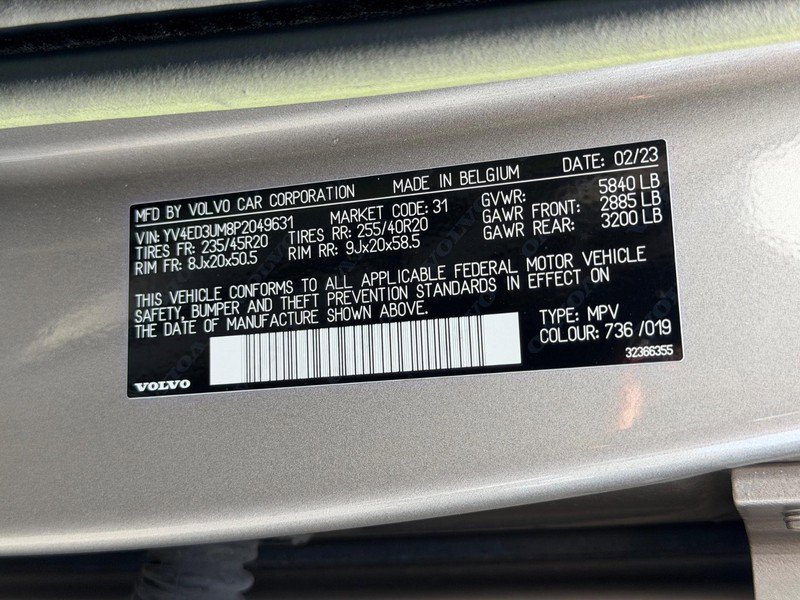 MFD BY VOLVO CAR CORPORATION MADE IN BELGIUM DATE: 02/23
VIN: YV4ED3UM8P2049631 MARKET CODE: 31 GVWR: 5840 LB
TIRES FR: 235/45R20 TIRES RR: 255/40R20 GAWR FRONT: 2885 LB
RIM FR: 8Jx20x50.5 RIM RR: 9Jx20x58.5 GAWR REAR: 3200 LB
THIS VEHICLE CONFORMS TO ALL APPLICABLE FEDERAL MOTOR VEHICLE
SAFETY, BUMPER AND THEFT PREVENTION STANDARDS IN EFFECT ON
THE DATE OF MANUFACTURE SHOWN ABOVE.
TYPE: MPV
COLOUR: 736 /019
VOLVO
32366355